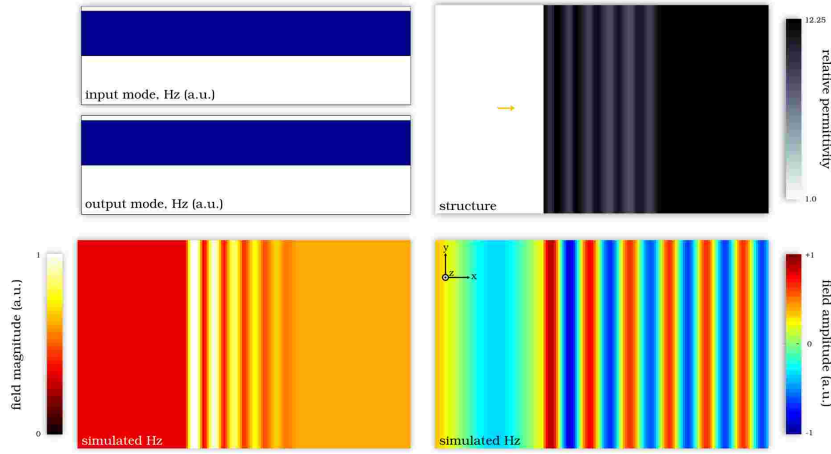 input mode, Hz (a.u.)
output mode, Hz (a.u.)
structure
12.25
relative permittivity
1.0
1
field magnitude (a.u.)
0
simulated Hz
y
z
x
simulated Hz
+1
0
field amplitude (a.u.)
-1